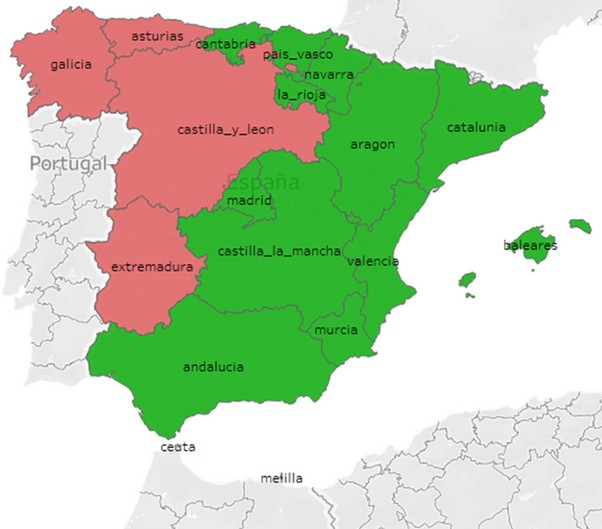 asturias
cantabria
galicia
pais_vasco
navarra
la_rioja
castilla_y_leon
catalunia
aragon
Portugal
España
madrid
baleares
castilla_la_mancha
valencia
extremadura
murcia
andalucia
ceuta
melilla